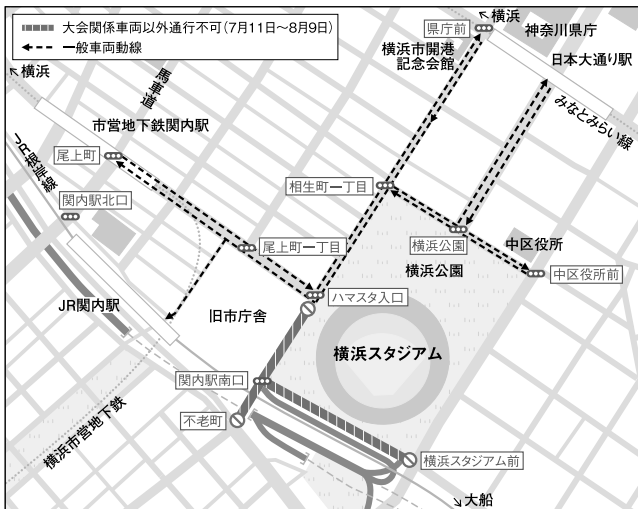 大会関係車両以外通行不可（7月11日〜8月9日）
一般車両動線
横浜
県庁前
神奈川県庁
日本大通り駅
横浜市開港
記念会館
みなとみらい線
横浜
馬車道
市営地下鉄関内駅
尾上町
JR根岸線
関内駅北口
相生町一丁目
尾上町一丁目
横浜公園
中区役所
横浜公園
中区役所前
ハマスタ入口
JR関内駅
旧市庁舎
横浜スタジアム
関内駅南口
不老町
横浜市営地下鉄
横浜スタジアム前
大船